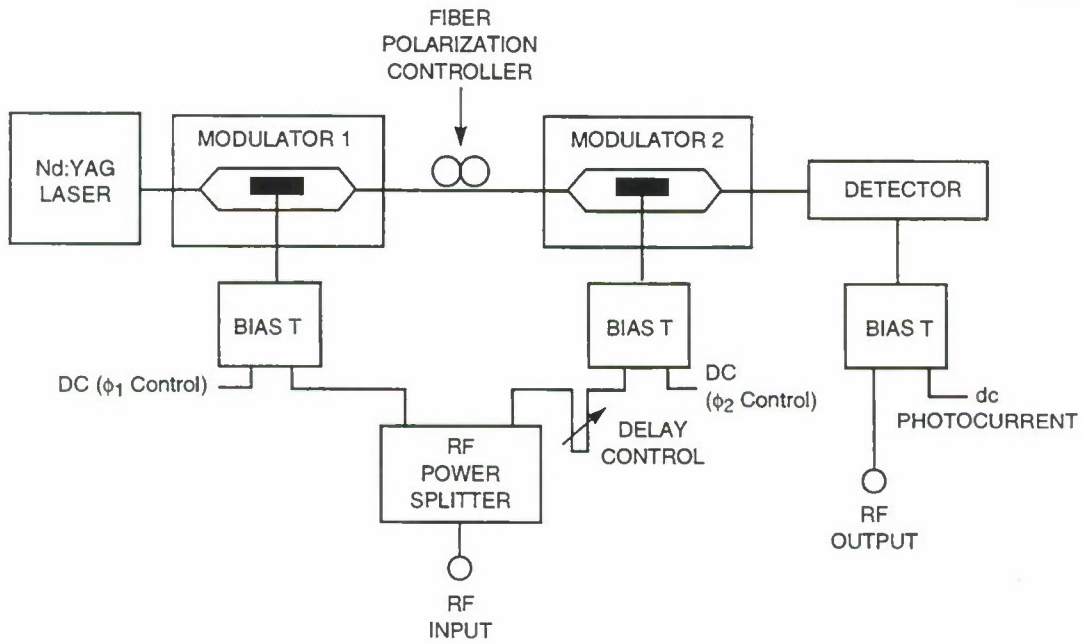 FIBER
POLARIZATION
CONTROLLER
Nd:YAG
LASER
MODULATOR 1
MODULATOR 2
DETECTOR
BIAS T
BIAS T
BIAS T
DC (ϕ₁ Control)
DC
(ϕ₂ Control)
dc
PHOTOCURRENT
DELAY
CONTROL
RF
POWER
SPLITTER
RF
OUTPUT
RF
INPUT